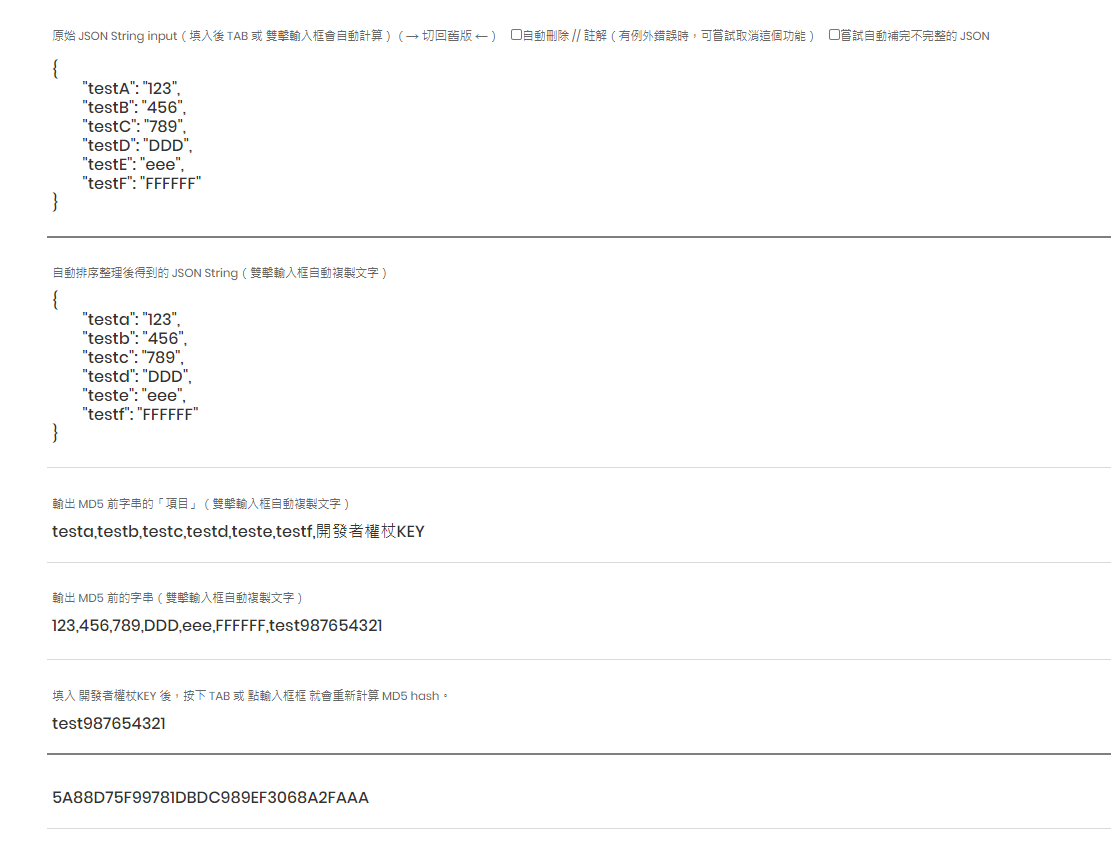 原始 JSON String input ( 填入後 TAB 或 雙擊輸入框會自動計算 ) ( → 切回舊版 ← ) 自動刪除 // 註解 ( 有例外錯誤時，可嘗試取消這個功能 ) 嘗試自動補完不完整的 JSON
{
"testA": "123",
"testB": "456",
"testC": "789",
"testD": "DDD",
"testE": "eee",
"testF": "FFFFFF"
}
自動排序整理後得到的 JSON String ( 雙擊輸入框自動複製文字 )
{
"testa": "123",
"testb": "456",
"testc": "789",
"testd": "DDD",
"teste": "eee",
"testf": "FFFFFF"
}
輸出 MD5 前字串的「項目」 ( 雙擊輸入框自動複製文字 )
testa,testb,testc,testd,teste,testf,開發者權杖KEY
輸出 MD5 前的字串 ( 雙擊輸入框自動複製文字 )
123,456,789,DDD,eee,FFFFFF,test987654321
填入 開發者權杖KEY 後，按下 TAB 或 點輸入框框 就會重新計算 MD5 hash。
test987654321
5A88D75F99781DBDC989EF3068A2FAAA